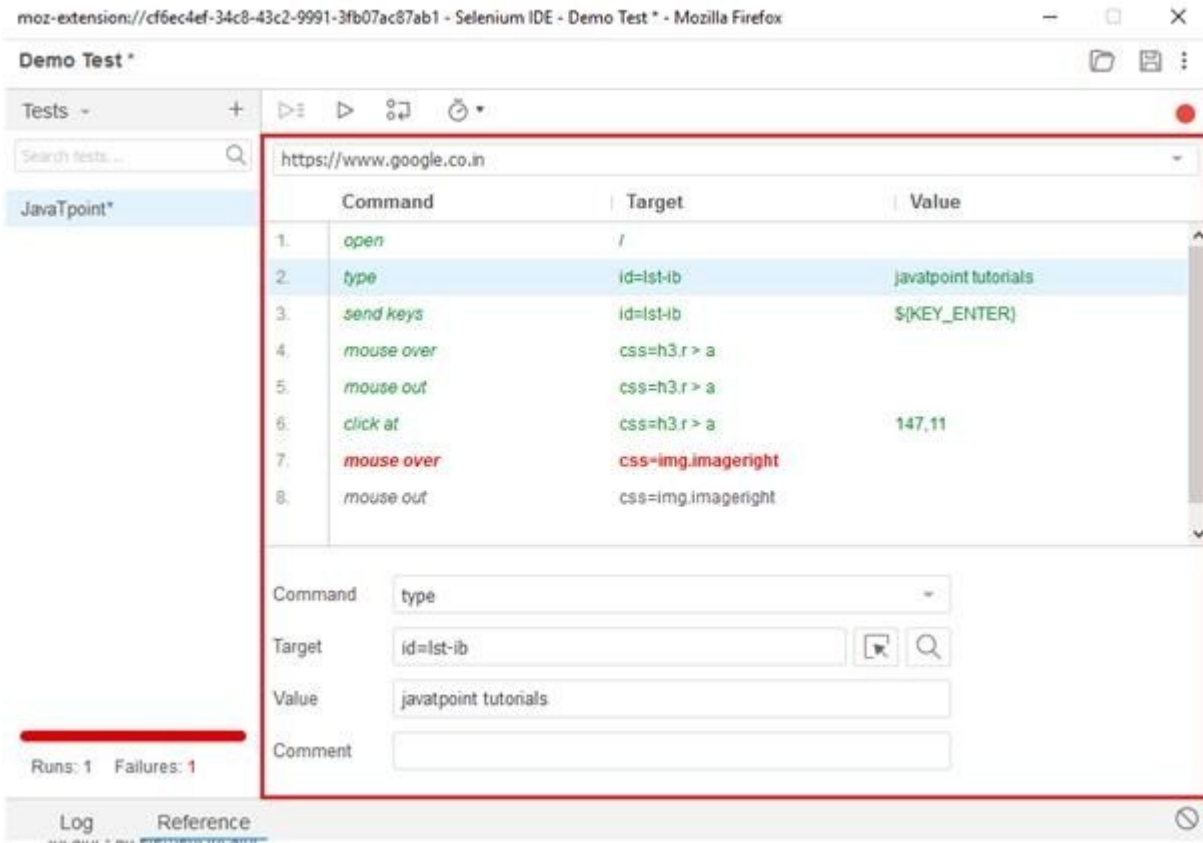 moz-extension://cf6ec4ef-34c8-43c2-9991-3fb07ac87ab1 - Selenium IDE - Demo Test * - Mozilla Firefox
Demo Test *
Tests
Search tests...
https://www.google.co.in
Command Target Value
JavaTpoint*
1. open /
2. type id=lst-ib javatpoint tutorials
3. send keys id=lst-ib ${KEY_ENTER}
4. mouse over css=h3.r > a
5. mouse out css=h3.r > a
6. click at css=h3.r > a 147,11
7. mouse over css=img.imageright
8. mouse out css=img.imageright
Command type
Target id=lst-ib
Value javatpoint tutorials
Comment
Runs: 1 Failures: 1
Log Reference